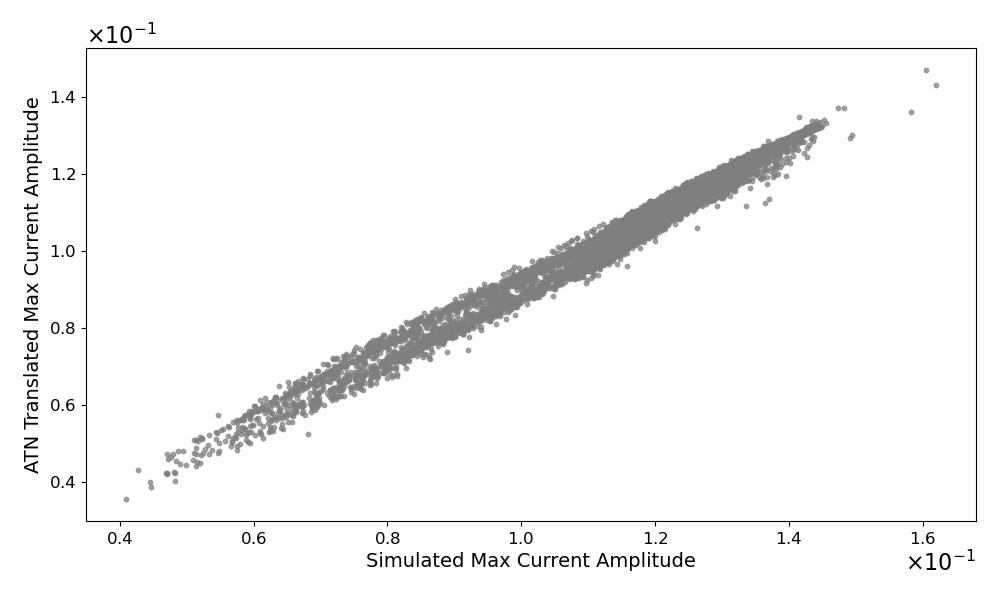 ×10⁻¹
1.4
1.2
1.0
0.8
0.6
0.4
ATN Translated Max Current Amplitude
0.4 0.6 0.8 1.0 1.2 1.4 1.6
Simulated Max Current Amplitude
×10⁻¹